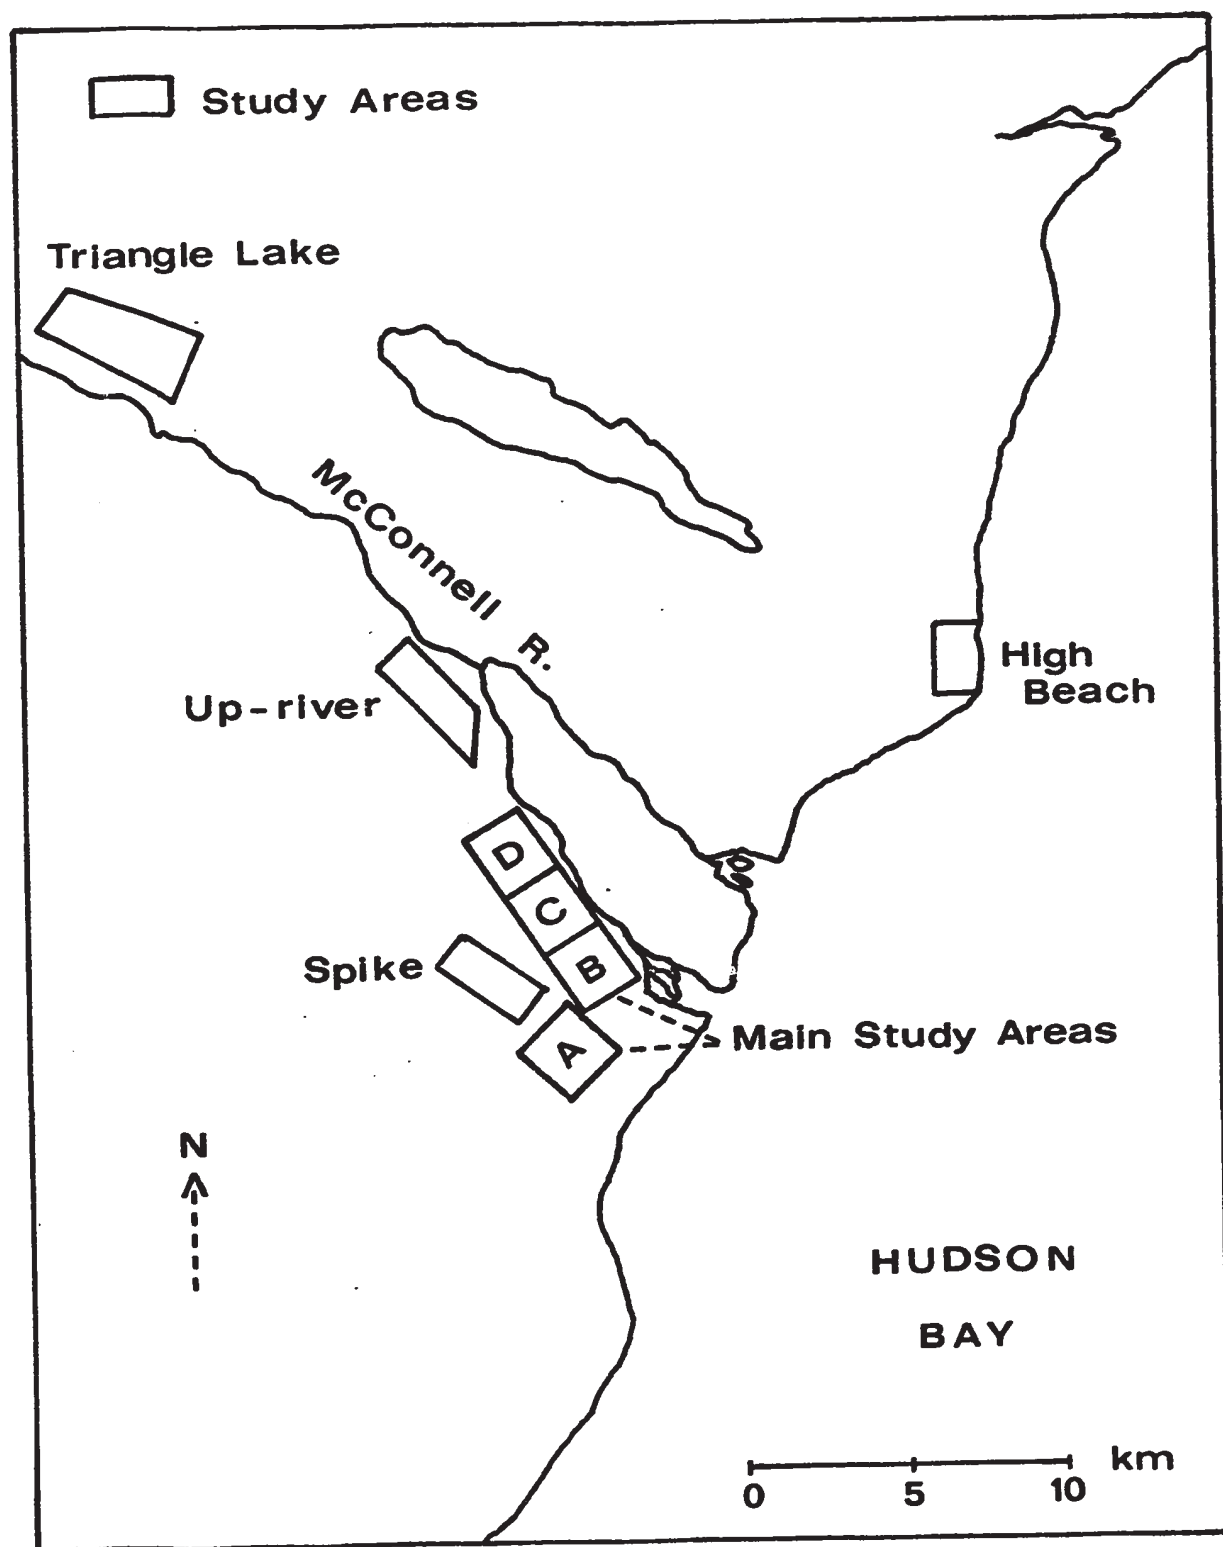 Study Areas
Triangle Lake
McConnell R.
High
Beach
Up-river
D
C
Spike
B
Main Study Areas
A
N
HUDSON
BAY
km
0 5 10